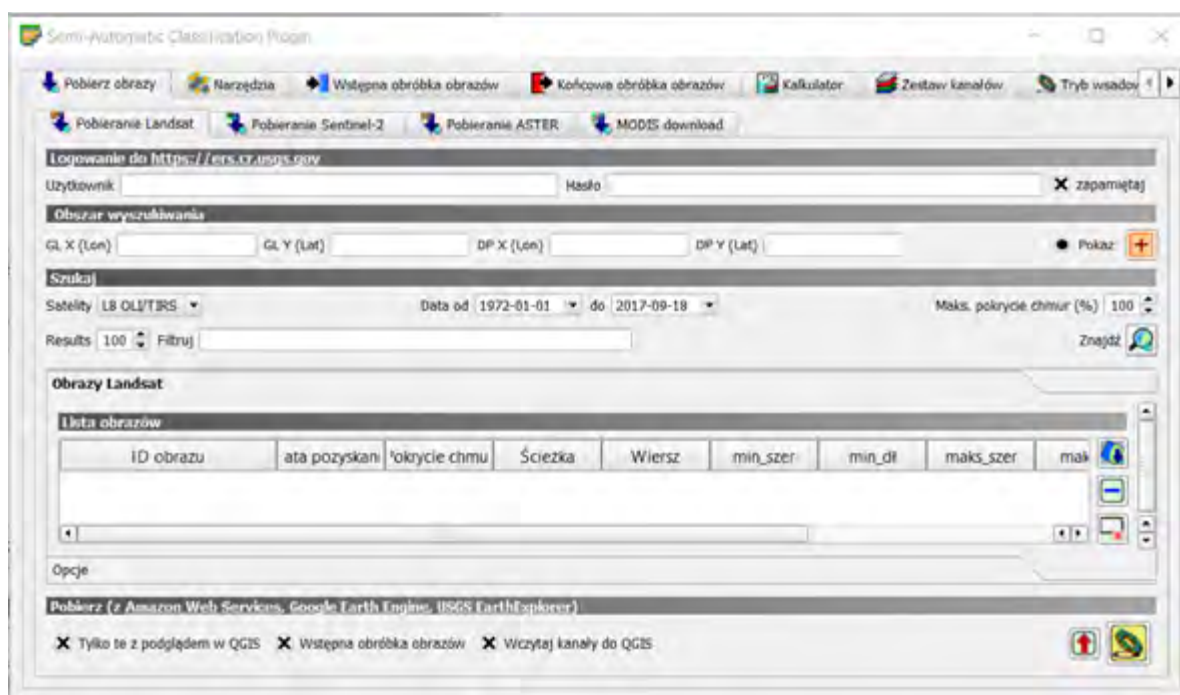 Semi-Automatic Classification Plugin
Pobierz obrazy Narzędzia Wstępna obróbka obrazów Końcowa obróbka obrazów Kalkulator Zestaw kanałów Tryb wsadov
Pobieranie Landsat Pobieranie Sentinel-2 Pobieranie ASTER MODIS download
Logowanie do https://ers.cr.usgs.gov
Użytkownik Hasło zapamiętaj
Obszar wyszukiwania
GL X (Lon) GL Y (Lat) DP X (Lon) DP Y (Lat) Pokaż
Szukaj
Satelity L8 OLI/TIRS Data od 1972-01-01 do 2017-09-18 Maks. pokrycie chmur (%) 100
Results 100 Filtruj Znajdź
Obrazy Landsat
Lista obrazów
ID obrazu ata pozyskani okrycie chmu Ścieżka Wiersz min_szer min_dł maks_szer mak
Opcje
Pobierz (z Amazon Web Services, Google Earth Engine, USGS EarthExplorer)
Tylko te z podglądem w QGIS Wstępna obróbka obrazów Wczytaj kanały do QGIS